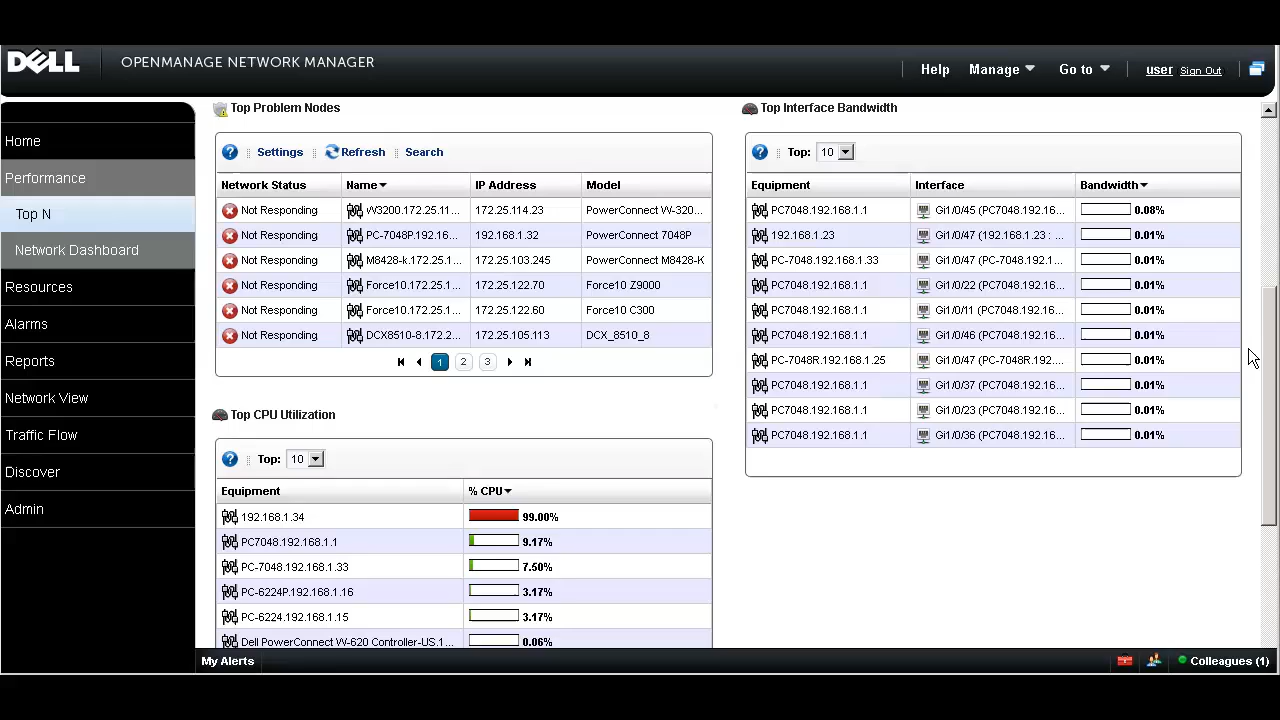 DELL
OPENMANAGE NETWORK MANAGER
Help Manage Go to user Sign Out
Home
Performance
Top N
Network Dashboard
Resources
Alarms
Reports
Network View
Traffic Flow
Discover
Admin
Top Problem Nodes
Settings Refresh Search
Network Status Name IP Address Model
Not Responding W3200.172.25.11... 172.25.114.23 PowerConnect W-320...
Not Responding PC-7048P.192.16... 192.168.1.32 PowerConnect 7048P
Not Responding M8428-k.172.25.1... 172.25.103.245 PowerConnect M8428-K
Not Responding Force10.172.25.1... 172.25.122.70 Force10 Z9000
Not Responding Force10.172.25.1... 172.25.122.60 Force10 C300
Not Responding DCX8510-8.172.2... 172.25.105.113 DCX_8510_8
1 2 3
Top CPU Utilization
Top: 10
Equipment % CPU
192.168.1.34 99.00%
PC7048.192.168.1.1 9.17%
PC-7048.192.168.1.33 7.50%
PC-6224P.192.168.1.16 3.17%
PC-6224.192.168.1.15 3.17%
Dell PowerConnect W-620 Controller-US.1... 0.06%
Top Interface Bandwidth
Top: 10
Equipment Interface Bandwidth
PC7048.192.168.1.1 Gi1/0/45 (PC7048.192.16... 0.08%
192.168.1.23 Gi1/0/47 (192.168.1.23 : ... 0.01%
PC-7048.192.168.1.33 Gi1/0/47 (PC-7048.192.1... 0.01%
PC7048.192.168.1.1 Gi1/0/22 (PC7048.192.16... 0.01%
PC7048.192.168.1.1 Gi1/0/11 (PC7048.192.16... 0.01%
PC7048.192.168.1.1 Gi1/0/46 (PC7048.192.16... 0.01%
PC-7048R.192.168.1.25 Gi1/0/47 (PC-7048R.192.... 0.01%
PC7048.192.168.1.1 Gi1/0/37 (PC7048.192.16... 0.01%
PC7048.192.168.1.1 Gi1/0/23 (PC7048.192.16... 0.01%
PC7048.192.168.1.1 Gi1/0/36 (PC7048.192.16... 0.01%
My Alerts Colleagues (1)